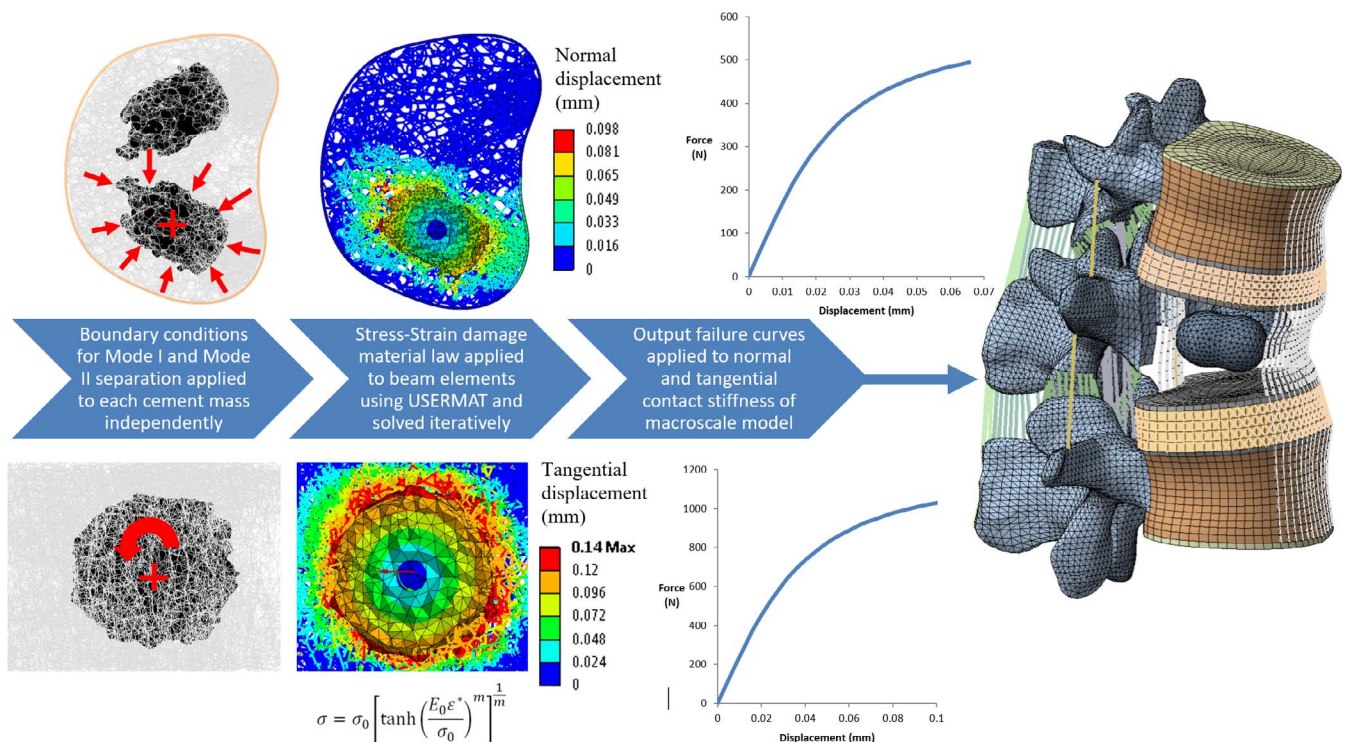 Normal
displacement
(mm)
0.098
0.081
0.065
0.049
0.033
0.016
0
600
500
400
300
200
100
0
Force
(N)
0 0.01 0.02 0.03 0.04 0.05 0.06 0.07
Displacement (mm)
Boundary conditions
for Mode I and Mode
II separation applied
to each cement mass
independently
Stress-Strain damage
material law applied
to beam elements
using USERMAT and
solved iteratively
Output failure curves
applied to normal
and tangential
contact stiffness of
macroscale model
Tangential
displacement
(mm)
0.14 Max
0.12
0.096
0.072
0.048
0.024
0
1200
1000
800
600
400
200
0
Force
(N)
0 0.02 0.04 0.06 0.08 0.1
Displacement (mm)
σ = σ₀ [tanh (E₀ε*/σ₀)^m]^(1/m)